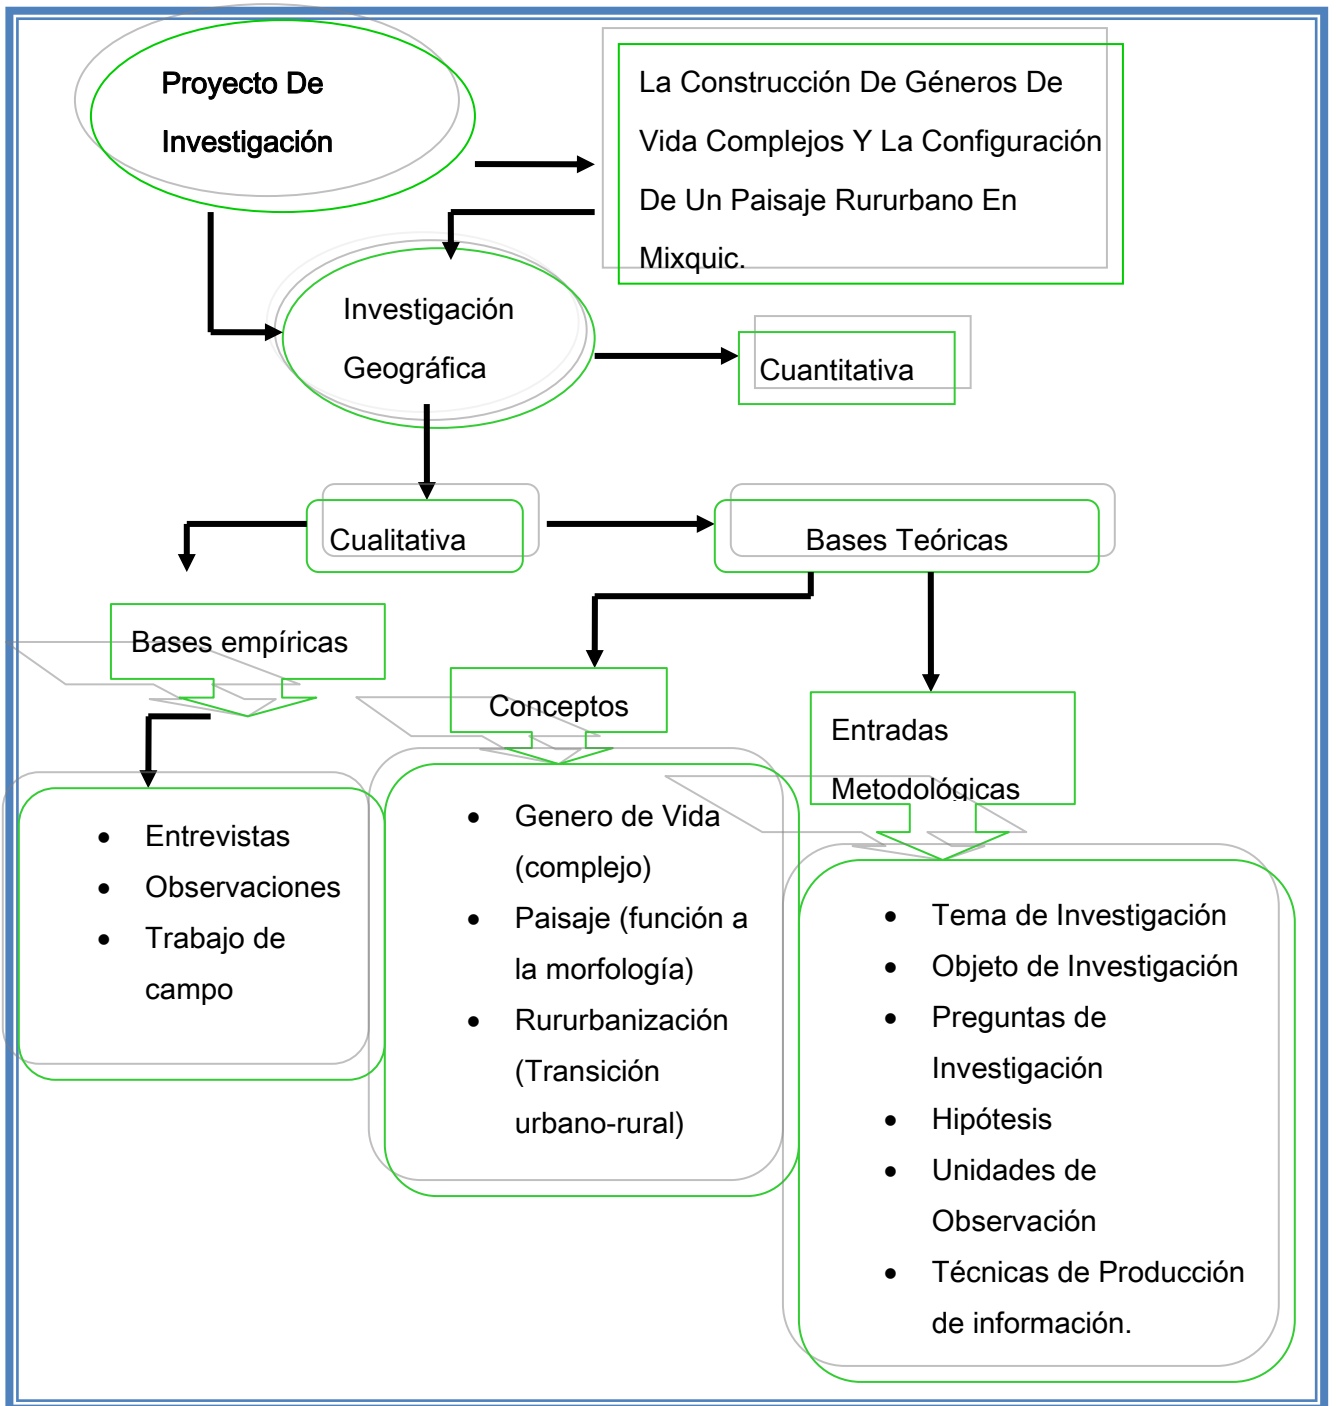 Proyecto De
Investigación
La Construcción De Géneros De
Vida Complejos Y La Configuración
De Un Paisaje Rururbano En
Mixquic.
Investigación
Geográfica
Cuantitativa
Cualitativa
Bases Teóricas
Bases empíricas
Conceptos
Entradas
Metodológicas
• Entrevistas
• Observaciones
• Trabajo de
campo
• Genero de Vida
(complejo)
• Paisaje (función a
la morfología)
• Rururbanización
(Transición
urbano-rural)
• Tema de Investigación
• Objeto de Investigación
• Preguntas de
Investigación
• Hipótesis
• Unidades de
Observación
• Técnicas de Producción
de información.